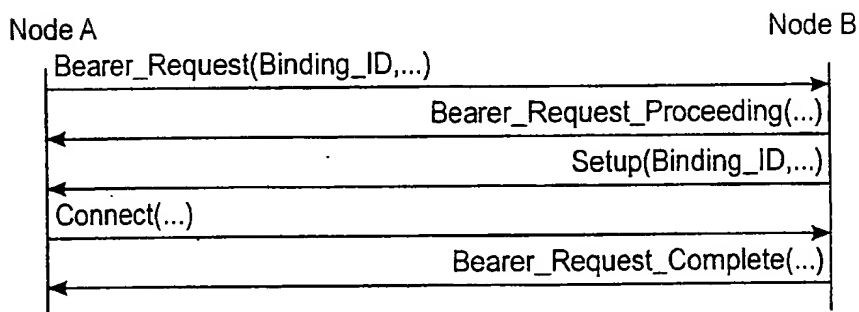 Node A
Node B
Bearer_Request(Binding_ID,...)
Bearer_Request_Proceeding(...)
Setup(Binding_ID,...)
Connect(...)
Bearer_Request_Complete(...)